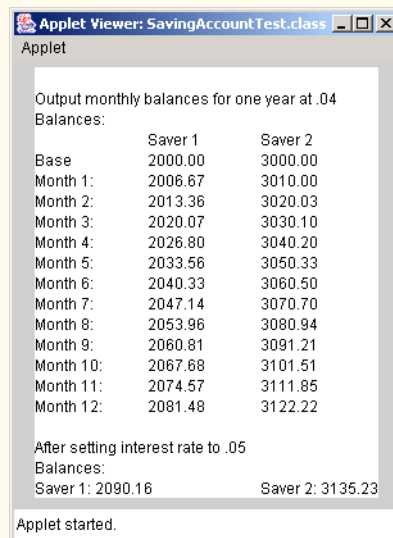 Applet Viewer: SavingAccountTest.class
Applet
Output monthly balances for one year at .04
Balances:
Saver 1 Saver 2
Base 2000.00 3000.00
Month 1: 2006.67 3010.00
Month 2: 2013.36 3020.03
Month 3: 2020.07 3030.10
Month 4: 2026.80 3040.20
Month 5: 2033.56 3050.33
Month 6: 2040.33 3060.50
Month 7: 2047.14 3070.70
Month 8: 2053.96 3080.94
Month 9: 2060.81 3091.21
Month 10: 2067.68 3101.51
Month 11: 2074.57 3111.85
Month 12: 2081.48 3122.22
After setting interest rate to .05
Balances:
Saver 1: 2090.16 Saver 2: 3135.23
Applet started.